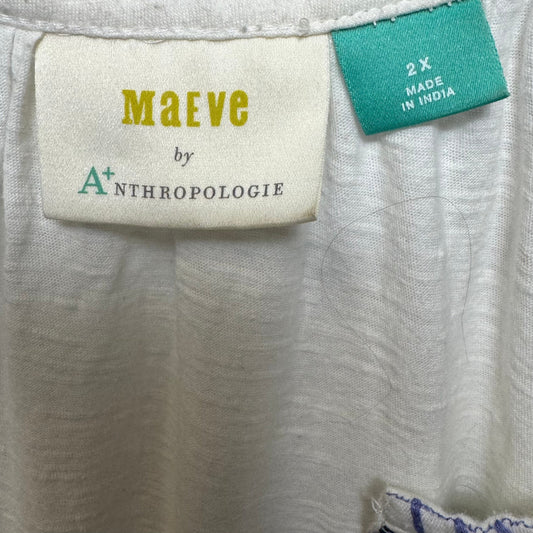 MaEve
by
A+NTHROPOLOGIE
2X
MADE
IN INDIA